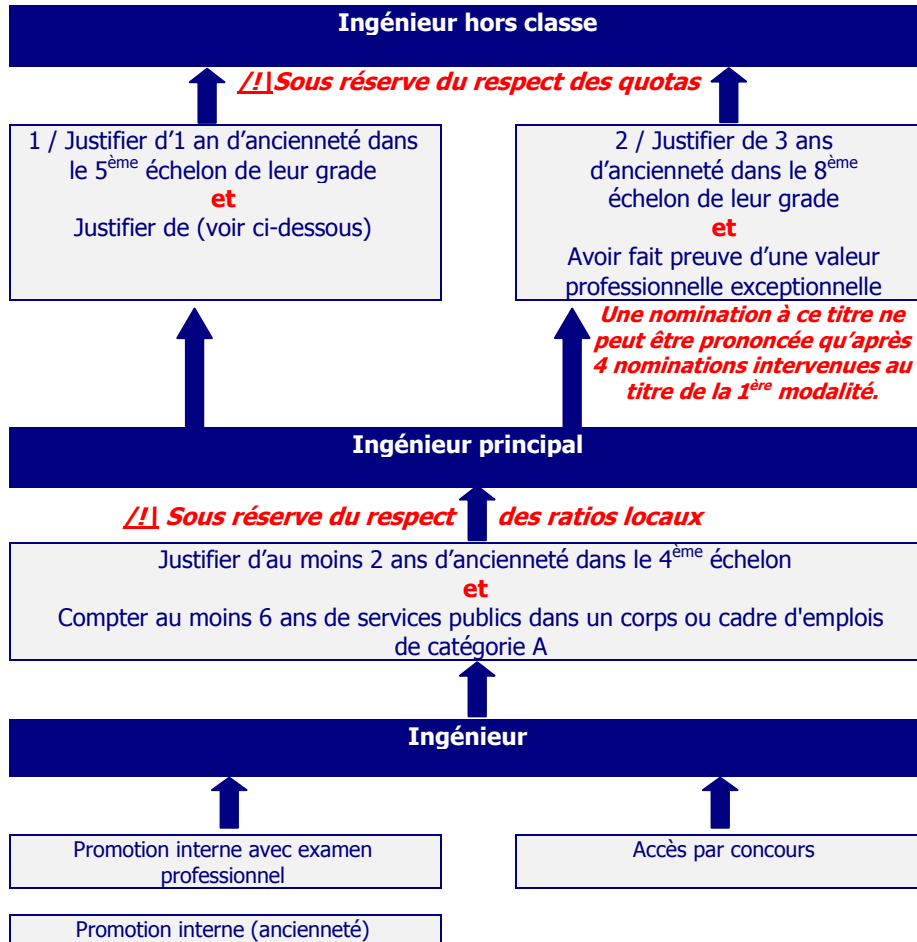 Ingénieur hors classe
/!\Sous réserve du respect des quotas
1 / Justifier d'1 an d'ancienneté dans
le 5ème échelon de leur grade
et
Justifier de (voir ci-dessous)
2 / Justifier de 3 ans
d'ancienneté dans le 8ème
échelon de leur grade
et
Avoir fait preuve d'une valeur
professionnelle exceptionnelle
Une nomination à ce titre ne
peut être prononcée qu'après
4 nominations intervenues au
titre de la 1ère modalité.
Ingénieur principal
/!\ Sous réserve du respect des ratios locaux
Justifier d'au moins 2 ans d'ancienneté dans le 4ème échelon
et
Compter au moins 6 ans de services publics dans un corps ou cadre d'emplois
de catégorie A
Ingénieur
Promotion interne avec examen
professionnel
Accès par concours
Promotion interne (ancienneté)